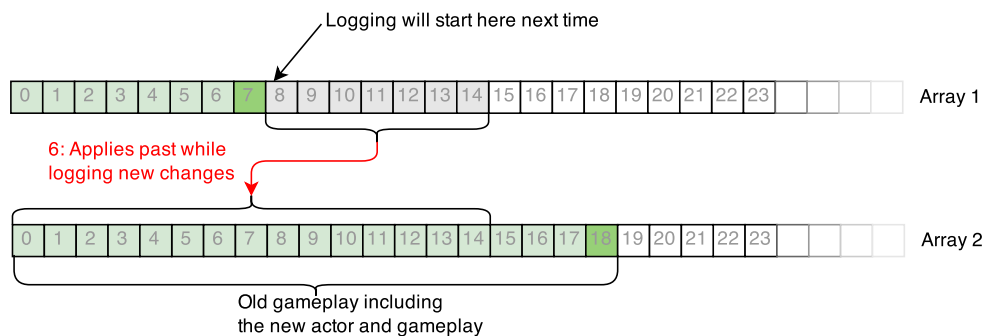 Logging will start here next time
0 1 2 3 4 5 6 7 8 9 10 11 12 13 14 15 16 17 18 19 20 21 22 23
Array 1
6: Applies past while
logging new changes
0 1 2 3 4 5 6 7 8 9 10 11 12 13 14 15 16 17 18 19 20 21 22 23
Array 2
Old gameplay including
the new actor and gameplay